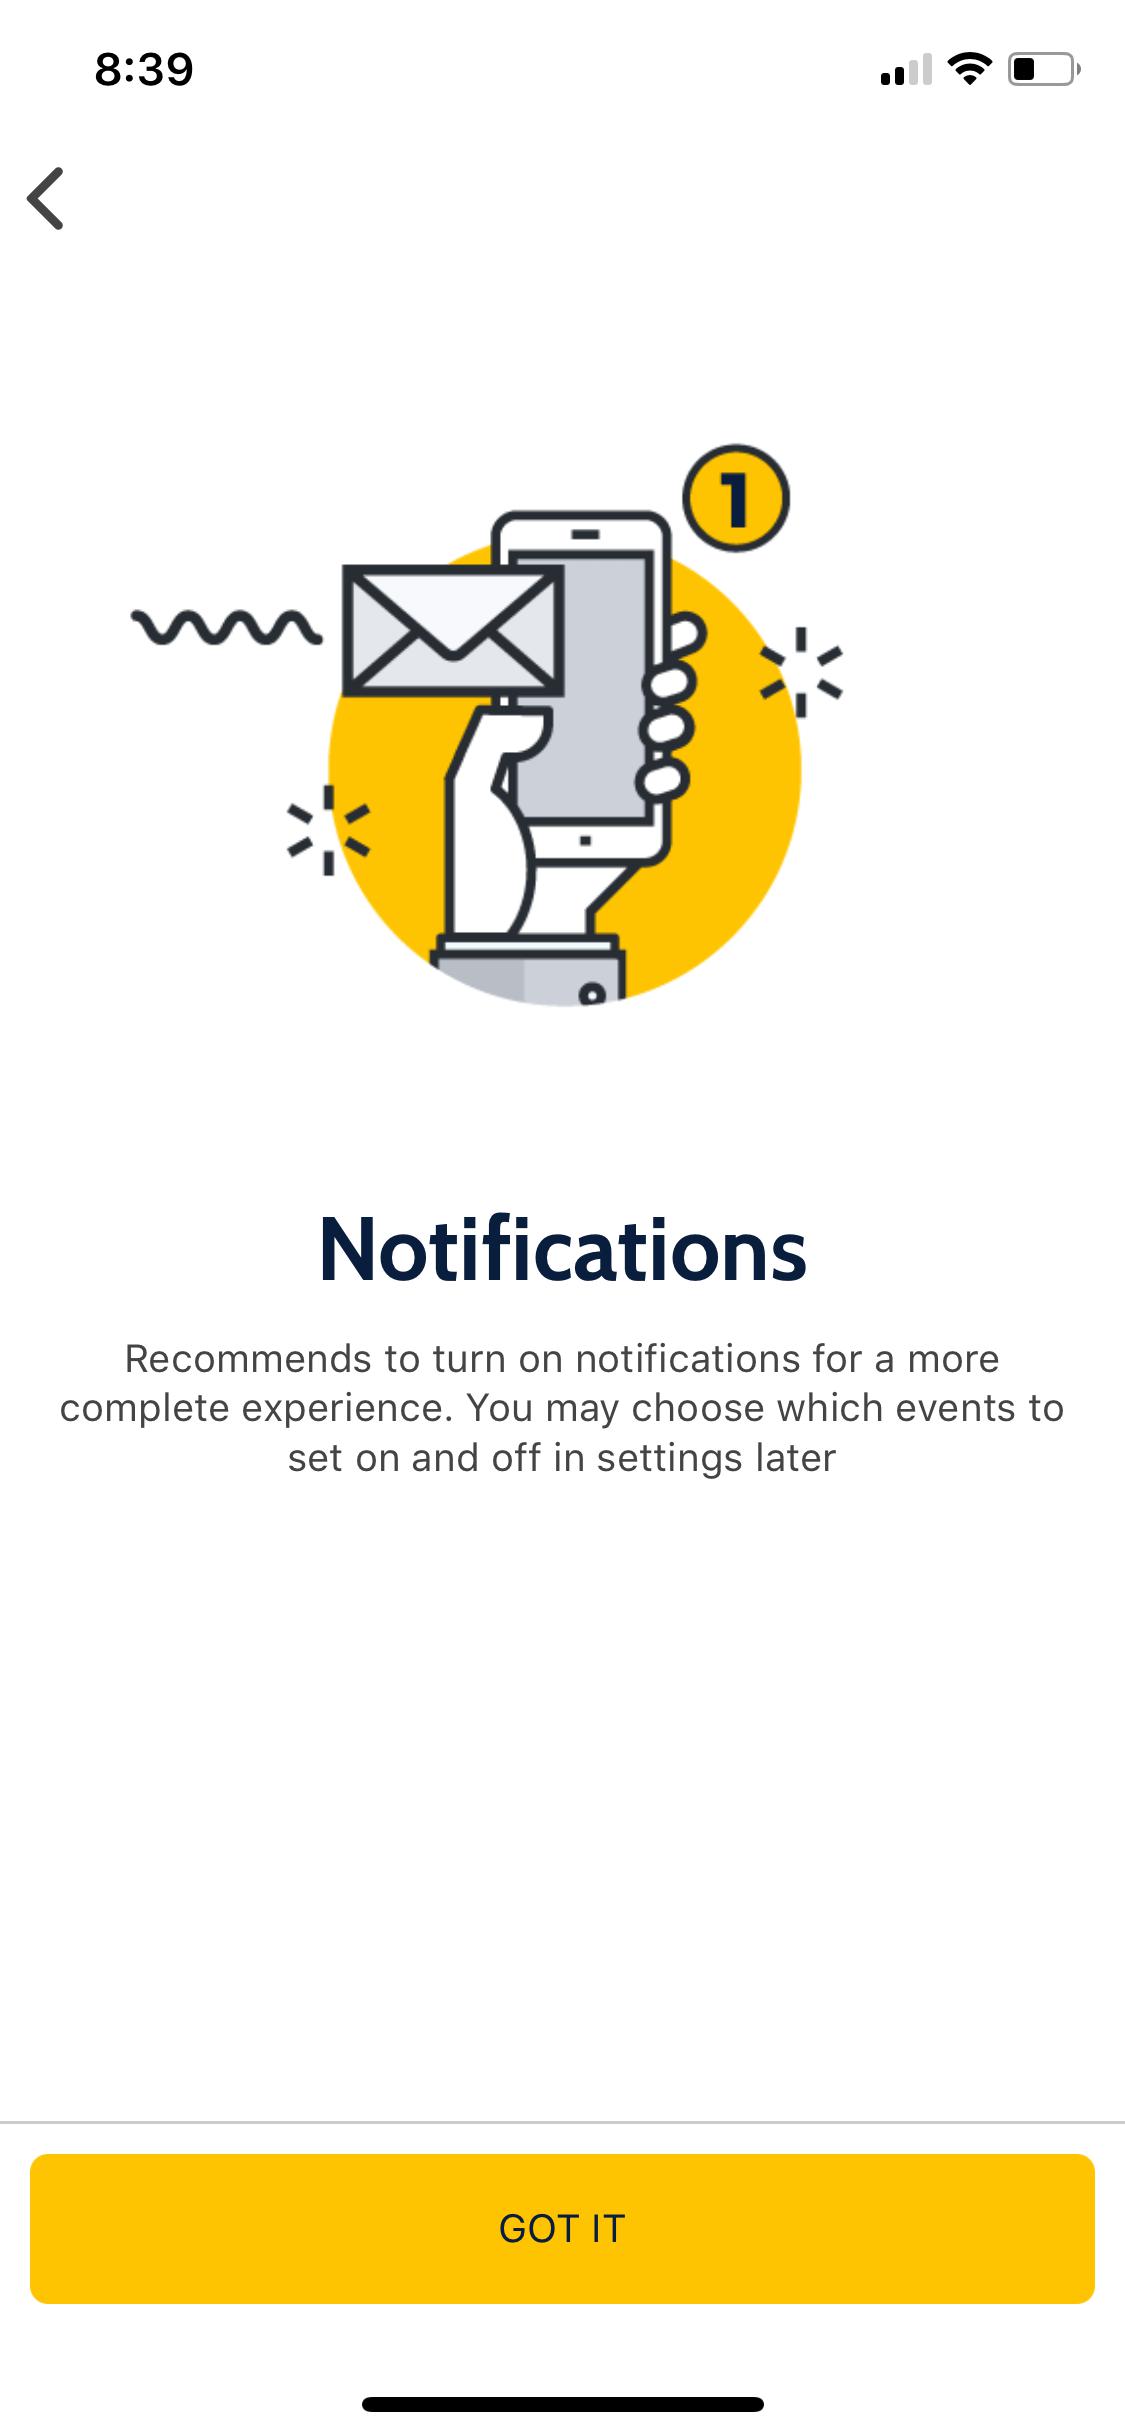 8:39
1
Notifications
Recommends to turn on notifications for a more
complete experience. You may choose which events to
set on and off in settings later
GOT IT